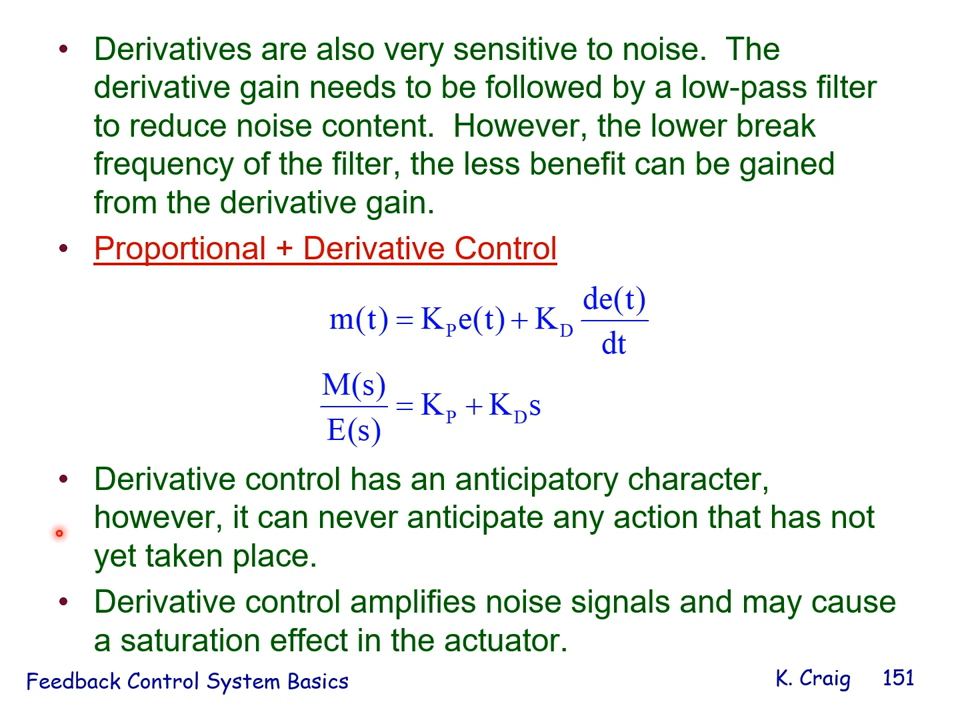 • Derivatives are also very sensitive to noise. The
derivative gain needs to be followed by a low-pass filter
to reduce noise content. However, the lower break
frequency of the filter, the less benefit can be gained
from the derivative gain.
• Proportional + Derivative Control
m(t) = K_P e(t) + K_D de(t)/dt
M(s)/E(s) = K_P + K_D s
• Derivative control has an anticipatory character,
however, it can never anticipate any action that has not
yet taken place.
• Derivative control amplifies noise signals and may cause
a saturation effect in the actuator.
Feedback Control System Basics K. Craig 151